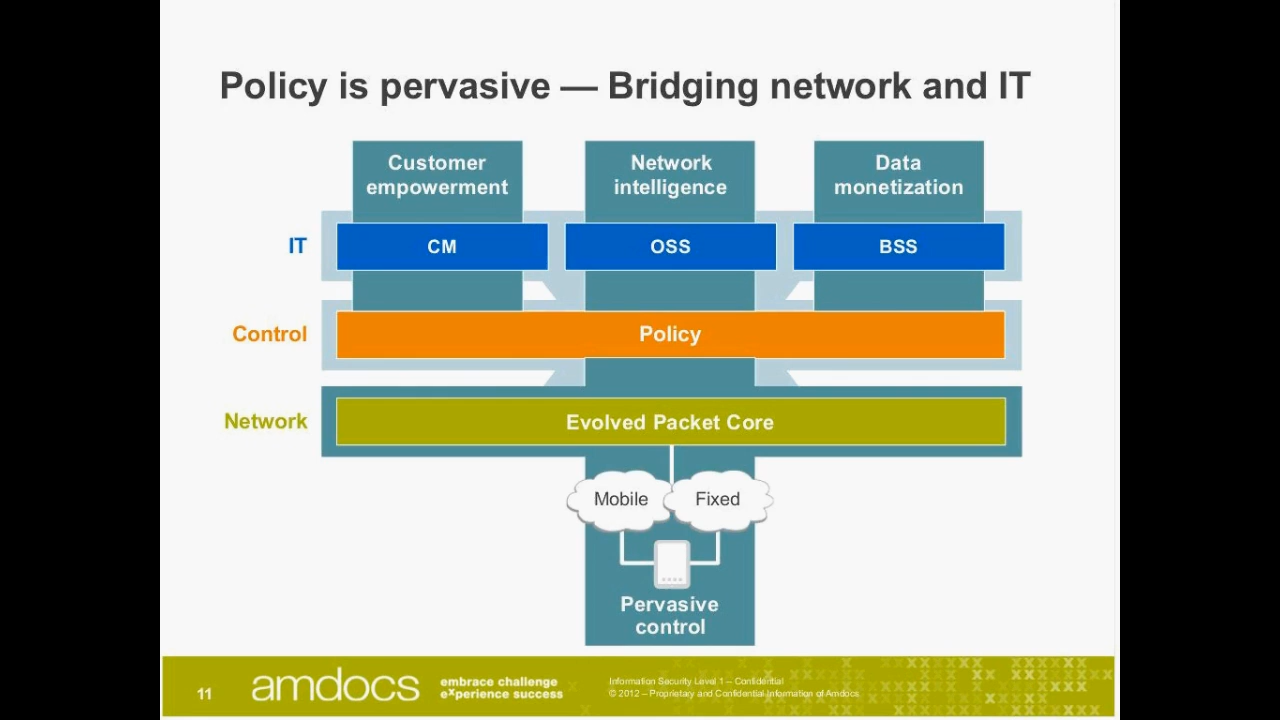 Policy is pervasive — Bridging network and IT
Customer
empowerment
Network
intelligence
Data
monetization
IT
CM
OSS
BSS
Control
Policy
Network
Evolved Packet Core
Mobile
Fixed
Pervasive
control
11
amdocs
embrace challenge
experience success
Information Security Level 1 – Confidential
© 2012 – Proprietary and Confidential Information of Amdocs